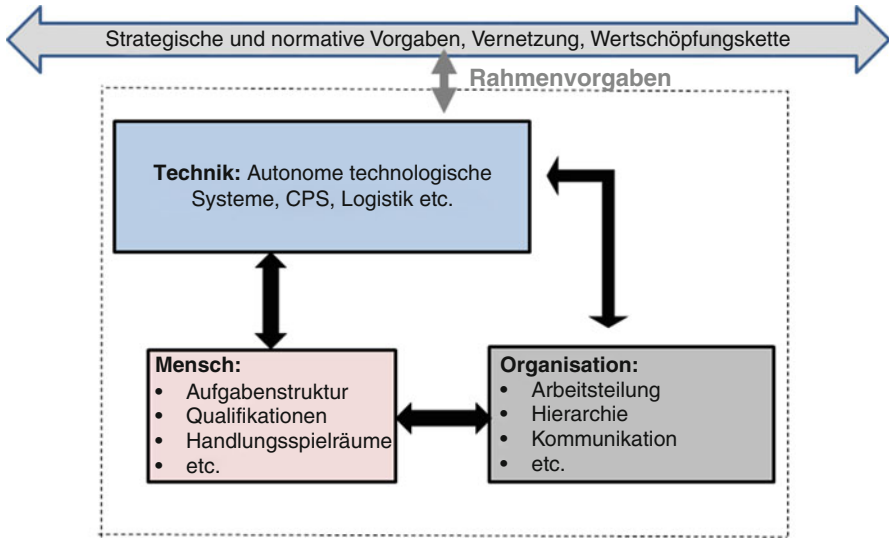 Strategische und normative Vorgaben, Vernetzung, Wertschöpfungskette
Rahmenvorgaben
Technik: Autonome technologische
Systeme, CPS, Logistik etc.
Mensch:
• Aufgabenstruktur
• Qualifikationen
• Handlungsspielräume
• etc.
Organisation:
• Arbeitsteilung
• Hierarchie
• Kommunikation
• etc.